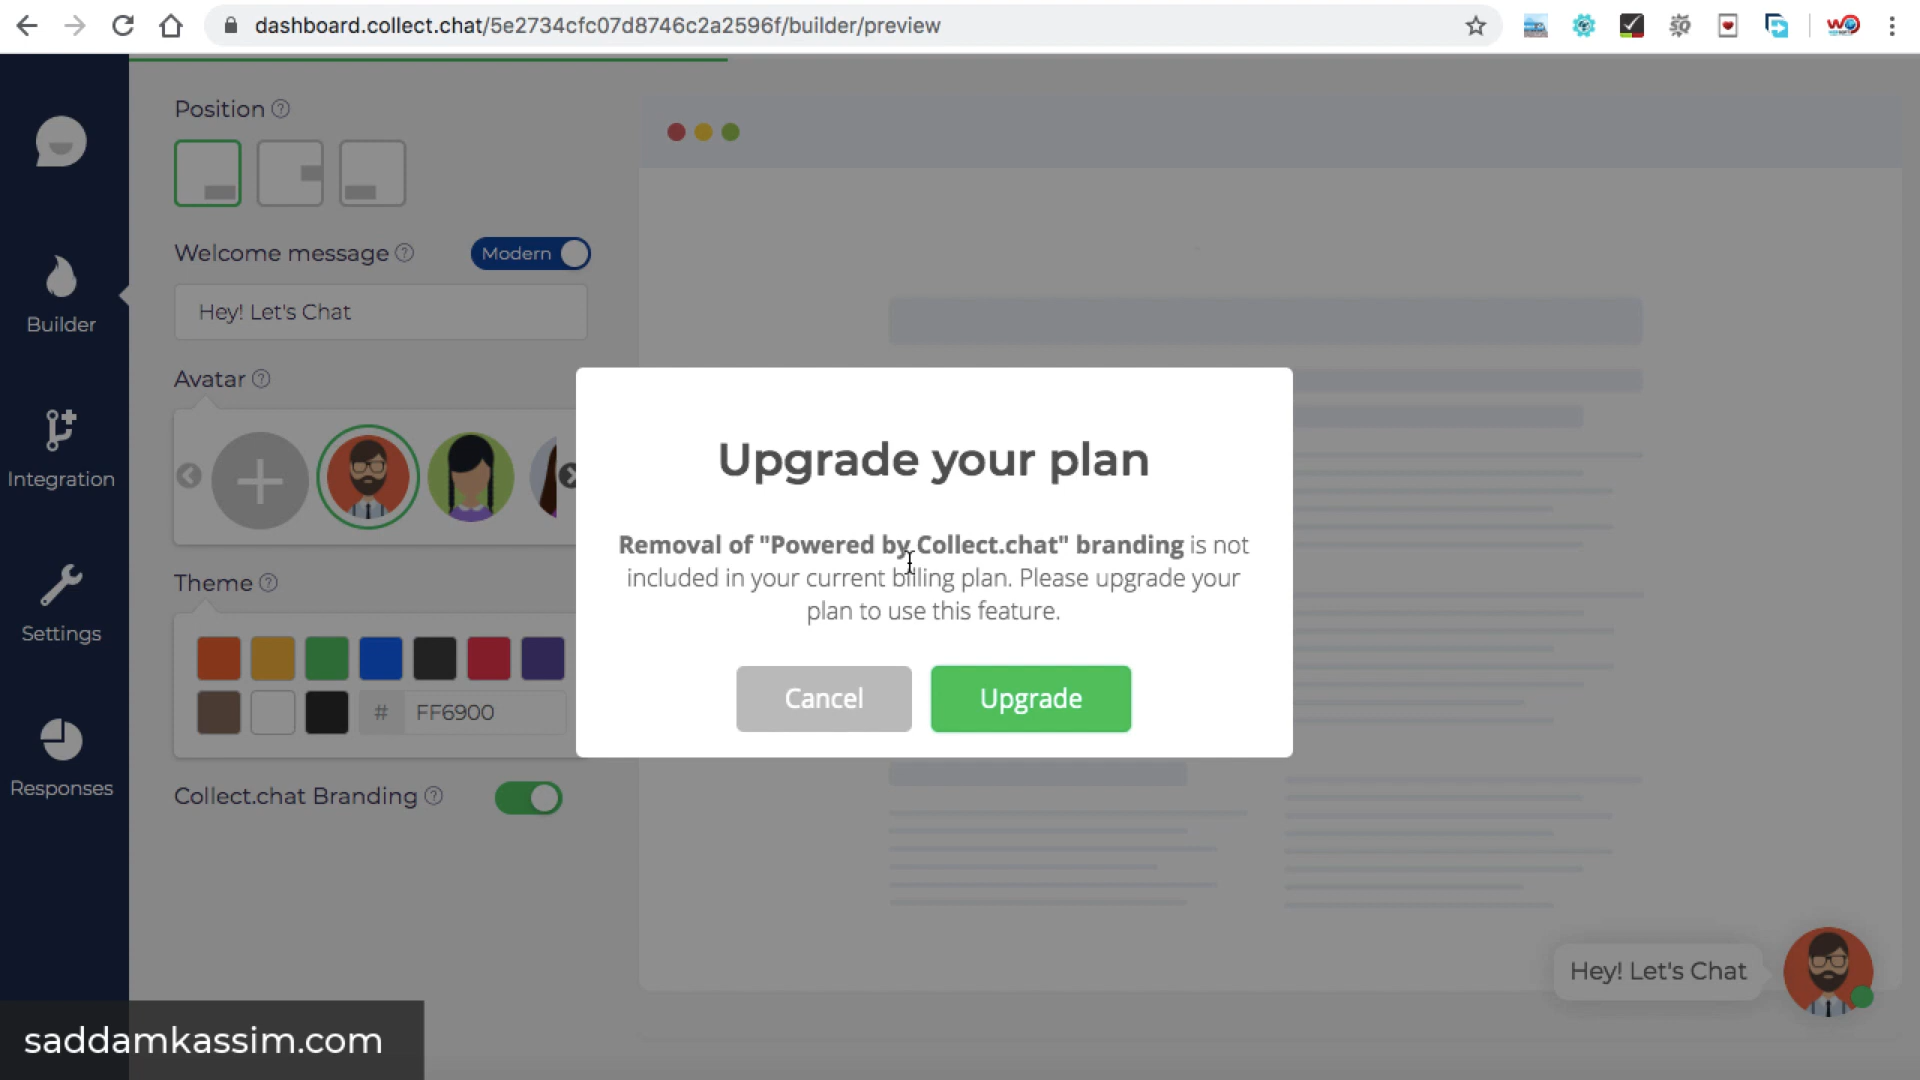 dashboard.collect.chat/5e2734cfc07d8746c2a2596f/builder/preview
Position ?
Welcome message ?
Modern
Hey! Let's Chat
Builder
Avatar ?
Integration
Theme ?
Settings
# FF6900
Responses
Collect.chat Branding ?
Upgrade your plan
Removal of "Powered by Collect.chat" branding is not
included in your current billing plan. Please upgrade your
plan to use this feature.
Cancel
Upgrade
Hey! Let's Chat
saddamkassim.com